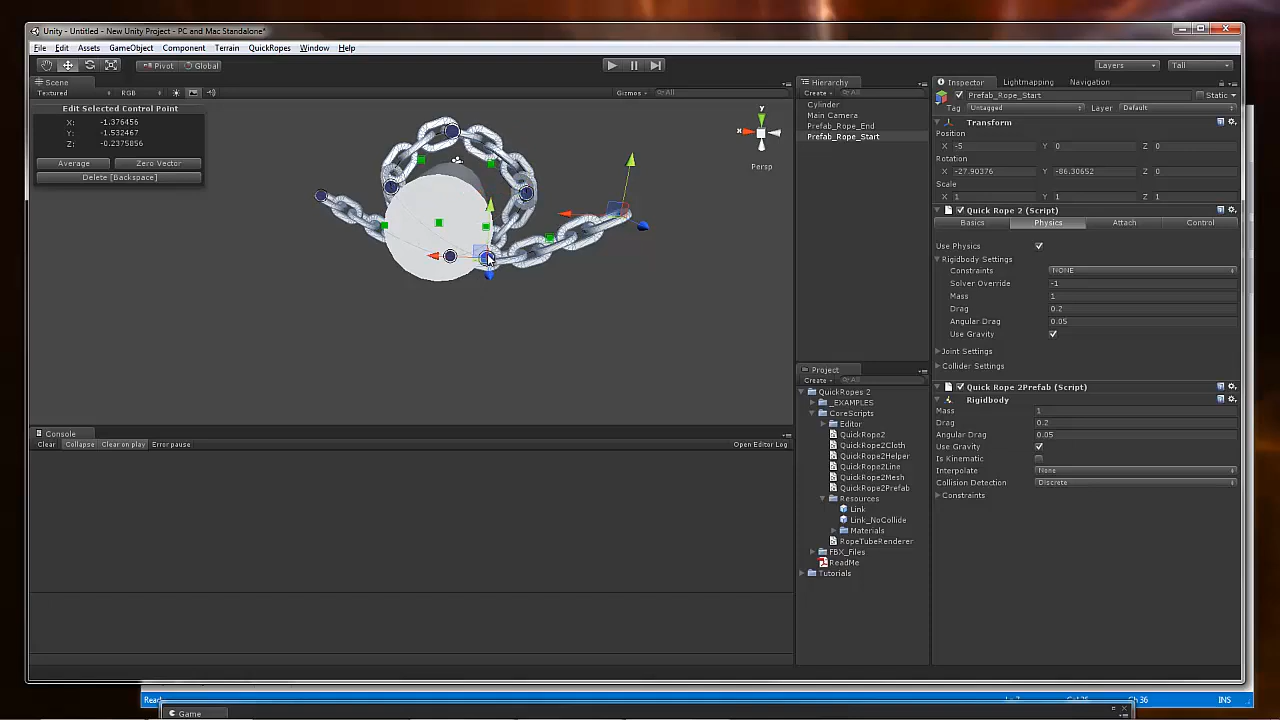 Unity - Untitled - New Unity Project - PC and Mac Standalone*
File Edit Assets GameObject Component Terrain QuickRopes Window Help
Pivot Global Layers Tall
Scene
Textured RGB Gizmos All
Edit Selected Control Point
X: -1.376456
Y: -1.532467
Z: -0.2375856
Average Zero Vector
Delete [Backspace]
y
x
Persp
Hierarchy
Create All
Cylinder
Main Camera
Prefab_Rope_End
Prefab_Rope_Start
Project
Create All
QuickRopes 2
_EXAMPLES
CoreScripts
Editor
QuickRope2
QuickRope2Cloth
QuickRope2Helper
QuickRope2Line
QuickRope2Mesh
QuickRope2Prefab
Resources
Link
Link_NoCollide
Materials
RopeTubeRenderer
FBX_Files
ReadMe
Tutorials
Inspector Lightmapping Navigation
Prefab_Rope_Start Static
Tag Untagged Layer Default
Transform
Position
X -5 Y 0 Z 0
Rotation
X -27.90376 Y -86.30652 Z 0
Scale
X 1 Y 1 Z 1
Quick Rope 2 (Script)
Basics Physics Attach Control
Use Physics
Rigidbody Settings
Constraints NONE
Solver Override -1
Mass 1
Drag 0.2
Angular Drag 0.05
Use Gravity
Joint Settings
Collider Settings
Quick Rope 2Prefab (Script)
Rigidbody
Mass 1
Drag 0.2
Angular Drag 0.05
Use Gravity
Is Kinematic
Interpolate None
Collision Detection Discrete
Constraints
Console
Clear Collapse Clear on play Error pause Open Editor Log
Ch 36 INS
Game